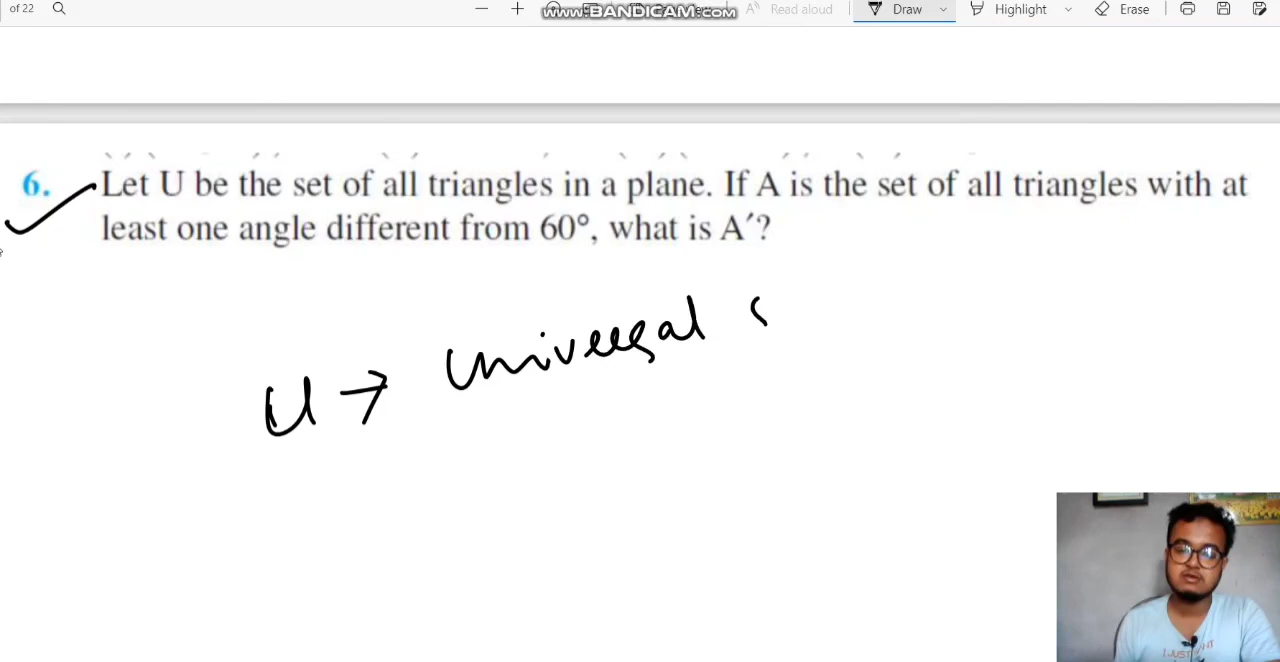 of 22
www.BANDICAM.com
Read aloud
Draw
Highlight
Erase
6. Let U be the set of all triangles in a plane. If A is the set of all triangles with at
least one angle different from 60°, what is A′?
U → universal s